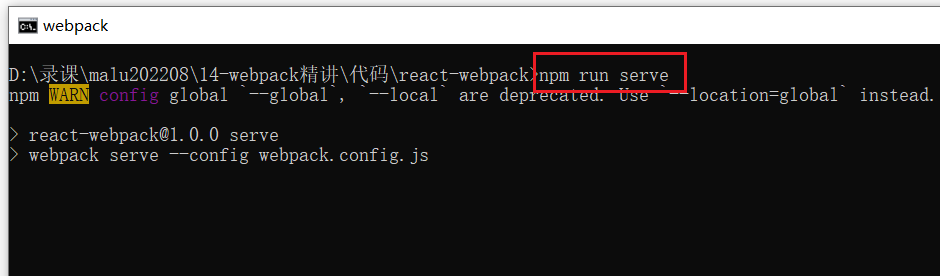 webpack
D:\录课\malu202208\14-webpack精讲\代码\react-webpack>npm run serve
npm WARN config global `--global`, `--local` are deprecated. Use `--location=global` instead.
> react-webpack@1.0.0 serve
> webpack serve --config webpack.config.js